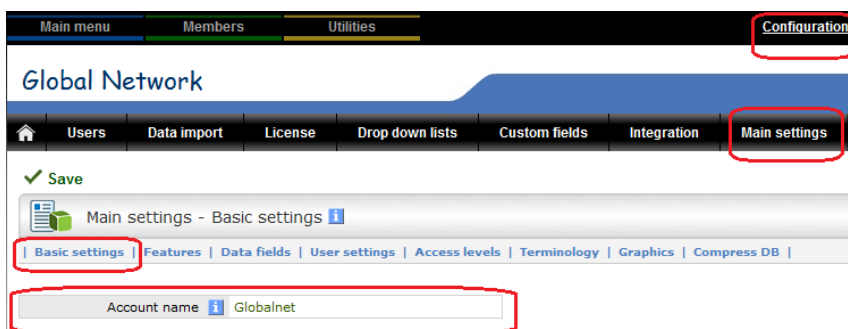 Main menu Members Utilities Configuration
Global Network
Users Data import License Drop down lists Custom fields Integration Main settings
Save
Main settings - Basic settings i
| Basic settings | Features | Data fields | User settings | Access levels | Terminology | Graphics | Compress DB |
Account name i Globalnet